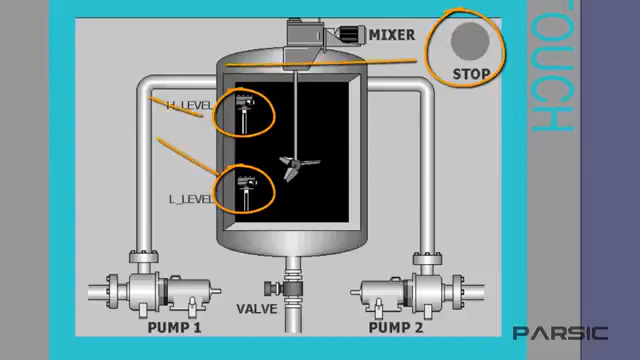 MIXER
STOP
TOUCH
H_LEVEL
L_LEVEL
VALVE
PUMP 1
PUMP 2
PARSIC